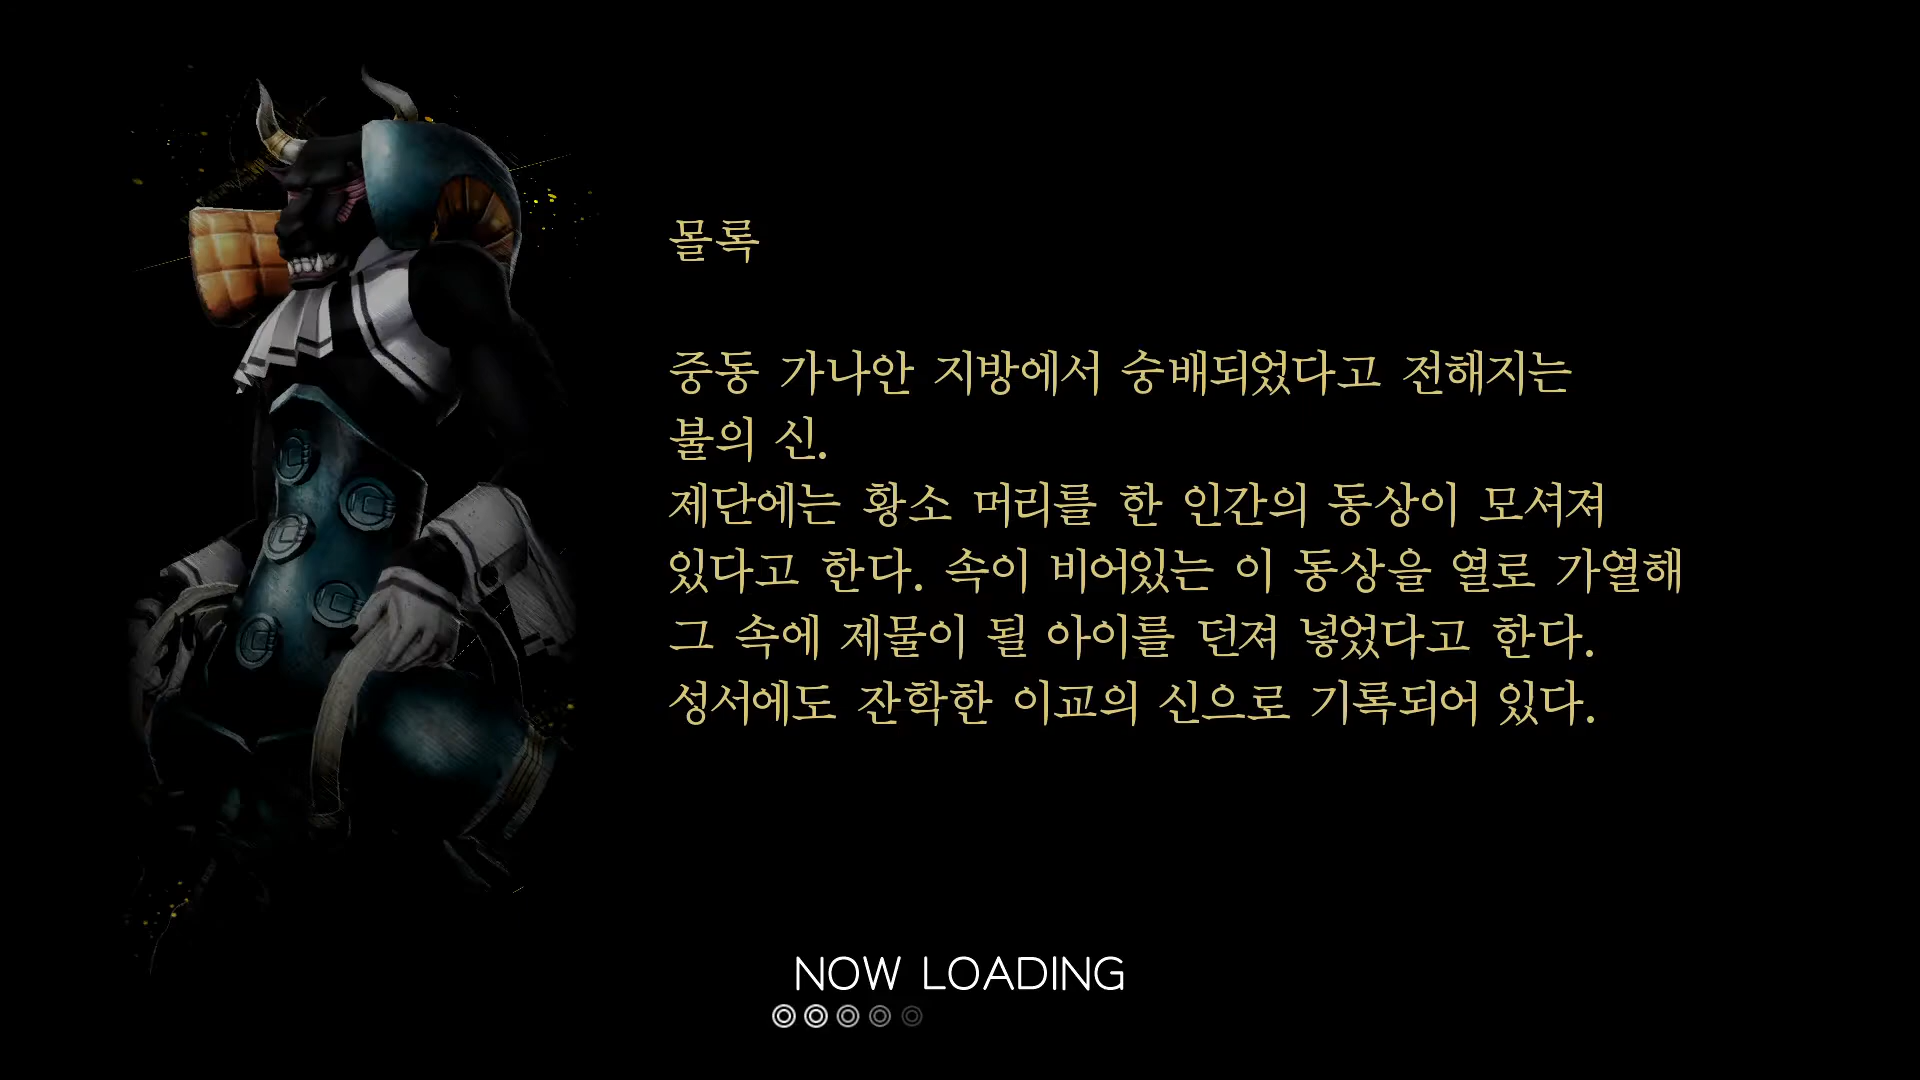 몰록
중동 가나안 지방에서 숭배되었다고 전해지는
불의 신.
제단에는 황소 머리를 한 인간의 동상이 모셔져
있다고 한다. 속이 비어있는 이 동상을 열로 가열해
그 속에 제물이 될 아이를 던져 넣었다고 한다.
성서에도 잔학한 이교의 신으로 기록되어 있다.
NOW LOADING